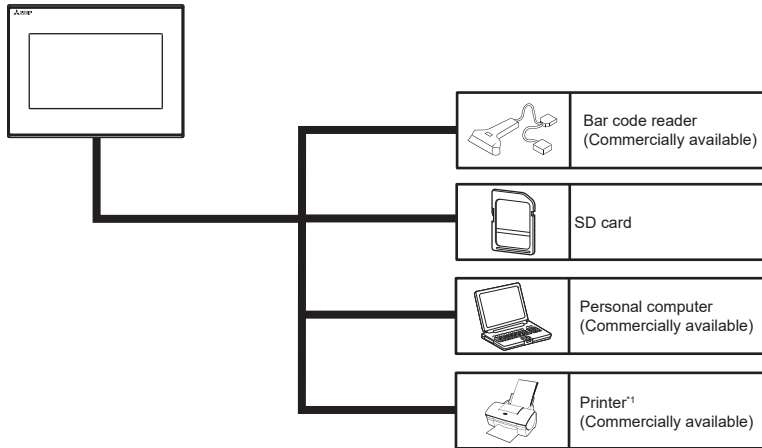 Bar code reader
(Commercially available)
SD card
Personal computer
(Commercially available)
Printer*1
(Commercially available)